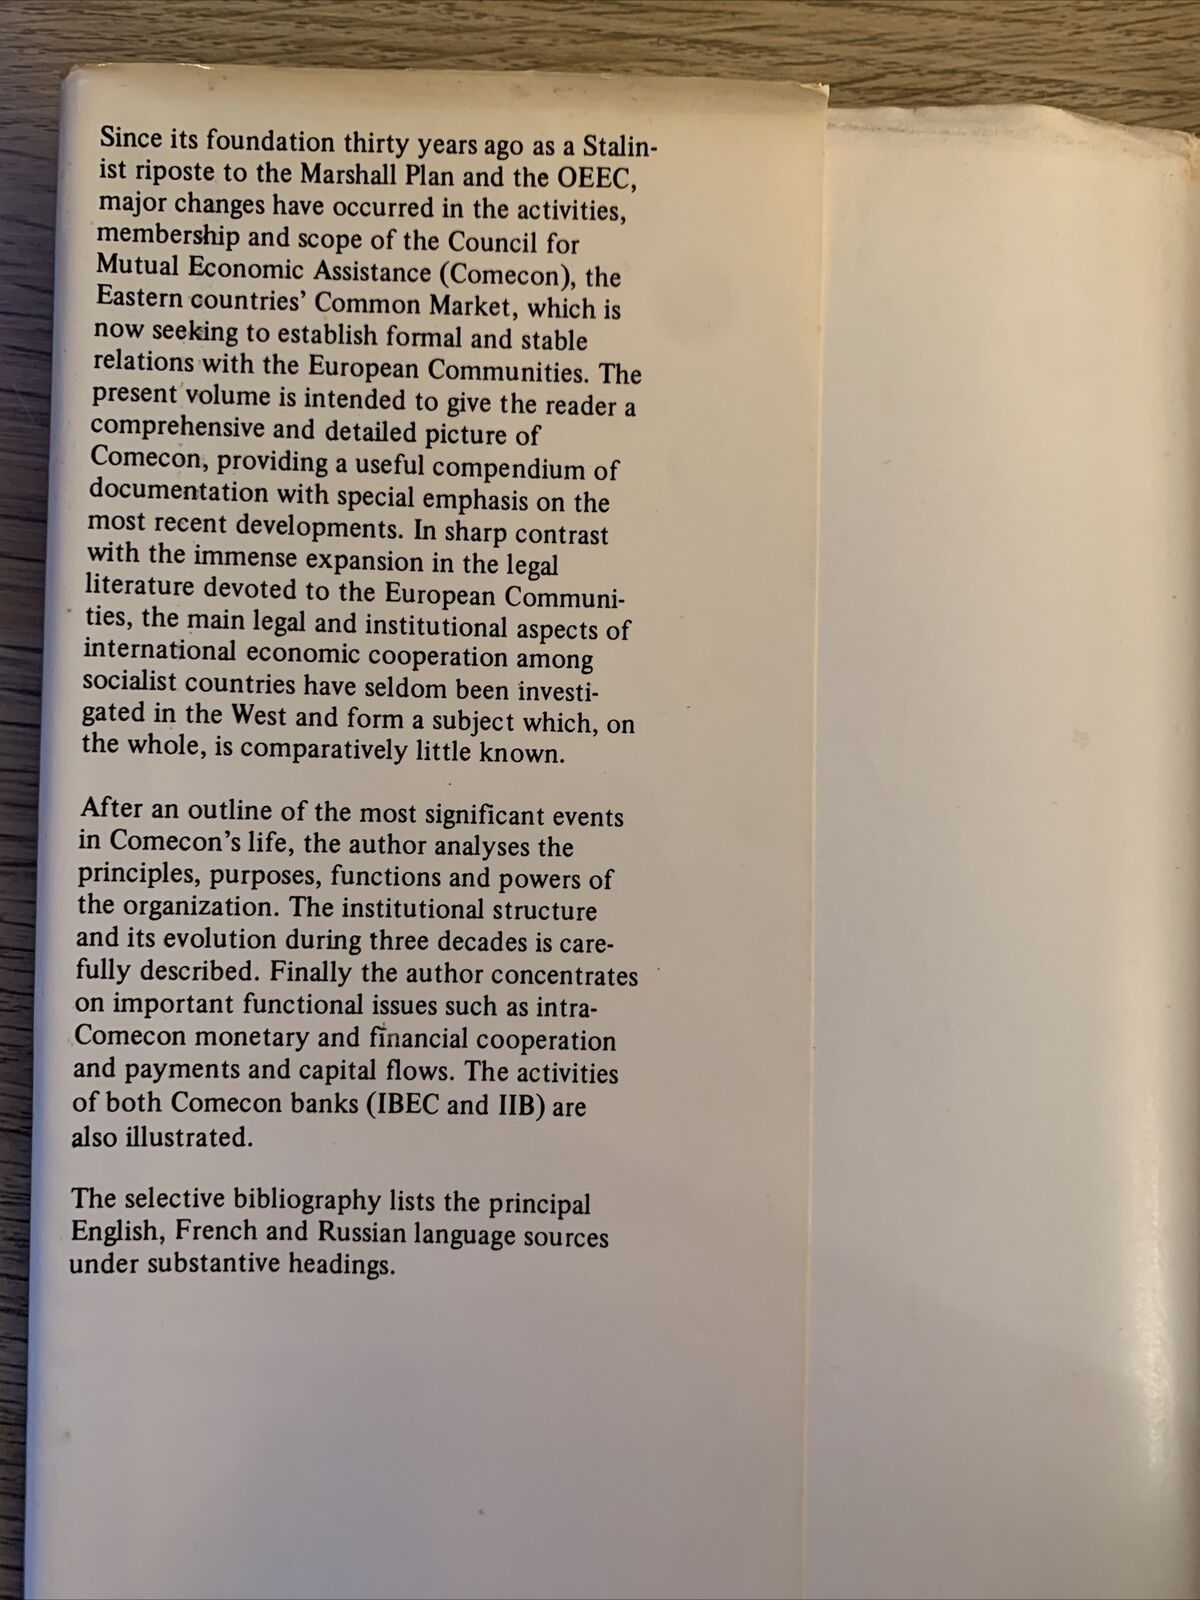 Since its foundation thirty years ago as a Stalin-
ist riposte to the Marshall Plan and the OEEC,
major changes have occurred in the activities,
membership and scope of the Council for
Mutual Economic Assistance (Comecon), the
Eastern countries' Common Market, which is
now seeking to establish formal and stable
relations with the European Communities. The
present volume is intended to give the reader a
comprehensive and detailed picture of
Comecon, providing a useful compendium of
documentation with special emphasis on the
most recent developments. In sharp contrast
with the immense expansion in the legal
literature devoted to the European Communi-
ties, the main legal and institutional aspects of
international economic cooperation among
socialist countries have seldom been investi-
gated in the West and form a subject which, on
the whole, is comparatively little known.

After an outline of the most significant events
in Comecon's life, the author analyses the
principles, purposes, functions and powers of
the organization. The institutional structure
and its evolution during three decades is care-
fully described. Finally the author concentrates
on important functional issues such as intra-
Comecon monetary and financial cooperation
and payments and capital flows. The activities
of both Comecon banks (IBEC and IIB) are
also illustrated.

The selective bibliography lists the principal
English, French and Russian language sources
under substantive headings.